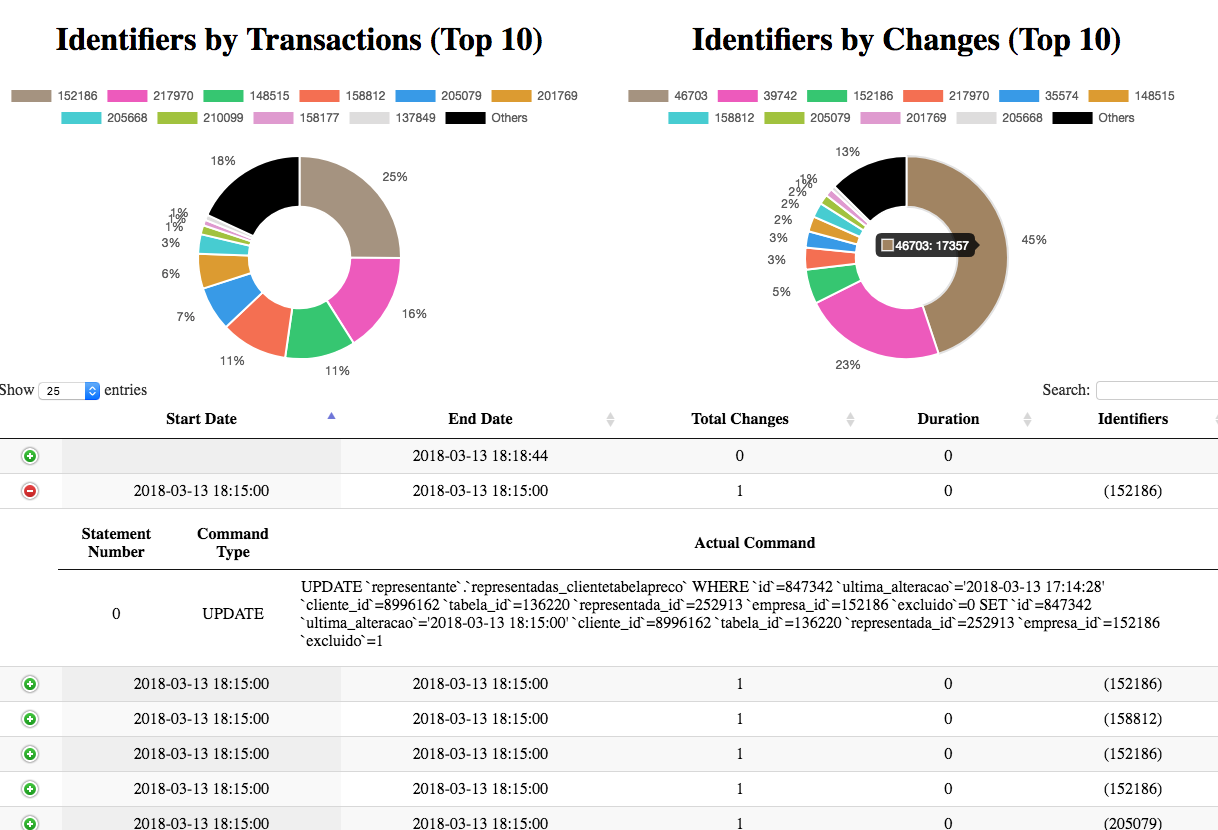 Identifiers by Transactions (Top 10)
152186 217970 148515 158812 205079 201769
205668 210099 158177 137849 Others
18%
25%
1%
1%
1%
3%
6%
7%
11%
11%
16%
Identifiers by Changes (Top 10)
46703 39742 152186 217970 35574 148515
158812 205079 201769 205668 Others
13%
1%
1%
2%
2%
2%
3%
3%
5%
23%
45%
46703: 17357
Show 25 entries
Search:
Start Date End Date Total Changes Duration Identifiers
2018-03-13 18:18:44 0 0
2018-03-13 18:15:00 2018-03-13 18:15:00 1 0 (152186)
Statement Number Command Type Actual Command
0 UPDATE
UPDATE `representante`.`representadas_clientetabelapreco` WHERE `id`=847342 `ultima_alteracao`='2018-03-13 17:14:28'
`cliente_id`=8996162 `tabela_id`=136220 `representada_id`=252913 `empresa_id`=152186 `excluido`=0 SET `id`=847342
`ultima_alteracao`='2018-03-13 18:15:00' `cliente_id`=8996162 `tabela_id`=136220 `representada_id`=252913 `empresa_id`=152186
`excluido`=1
2018-03-13 18:15:00 2018-03-13 18:15:00 1 0 (152186)
2018-03-13 18:15:00 2018-03-13 18:15:00 1 0 (158812)
2018-03-13 18:15:00 2018-03-13 18:15:00 1 0 (152186)
2018-03-13 18:15:00 2018-03-13 18:15:00 1 0 (152186)
2018-03-13 18:15:00 2018-03-13 18:15:00 1 0 (205079)